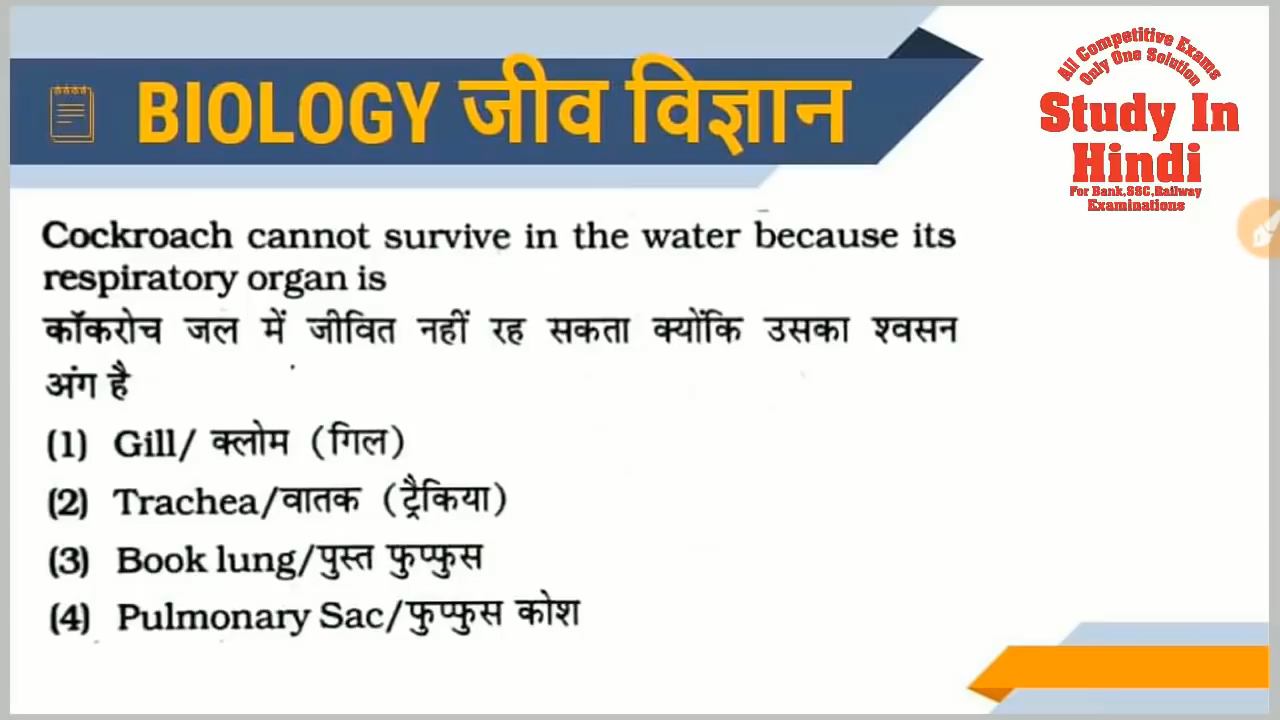 BIOLOGY जीव विज्ञान
All Competitive Exams
Only One Solution
Study In
Hindi
For Bank,SSC,Railway
Examinations
Cockroach cannot survive in the water because its
respiratory organ is
कॉकरोच जल में जीवित नहीं रह सकता क्योंकि उसका श्वसन
अंग है
(1) Gill/ क्लोम (गिल)
(2) Trachea/वातक (ट्रैकिया)
(3) Book lung/पुस्त फुप्फुस
(4) Pulmonary Sac/फुप्फुस कोश